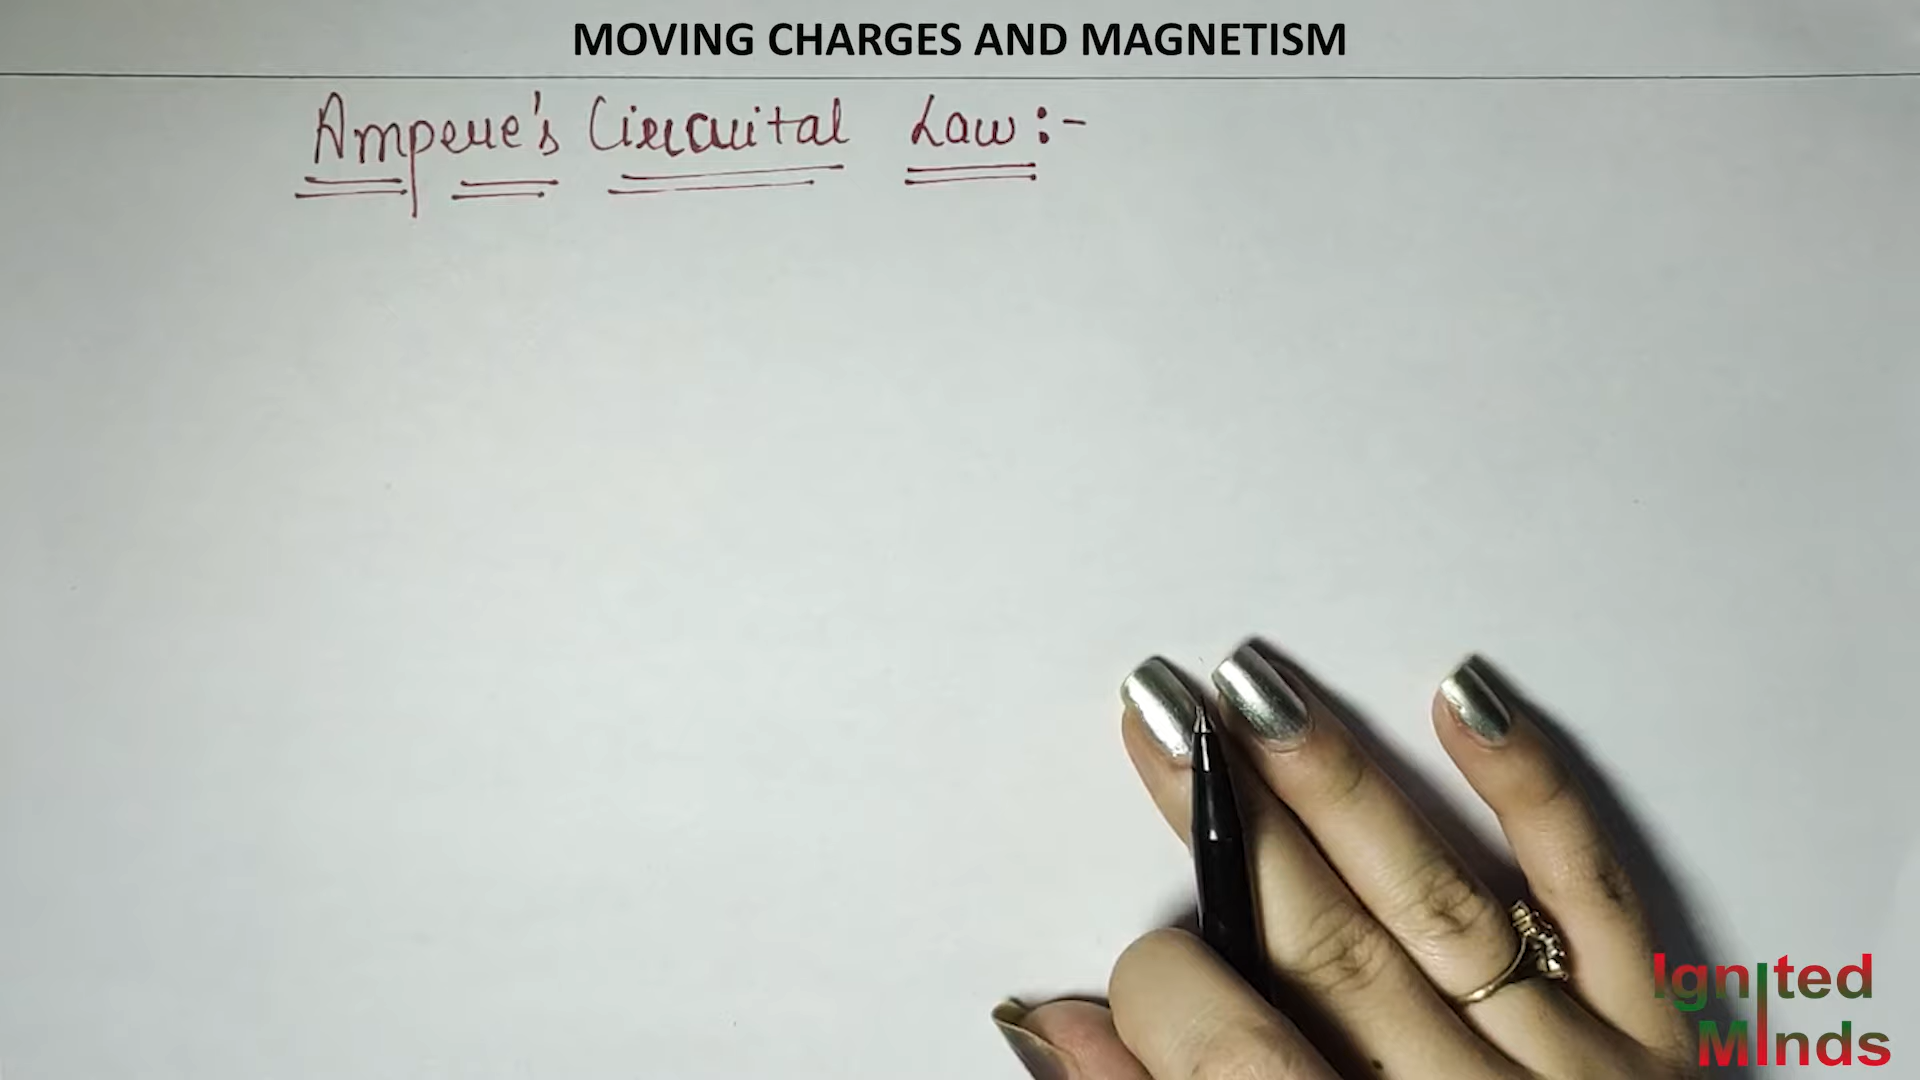 MOVING CHARGES AND MAGNETISM
Ampere's Circuital Law :-
Ignited
Minds